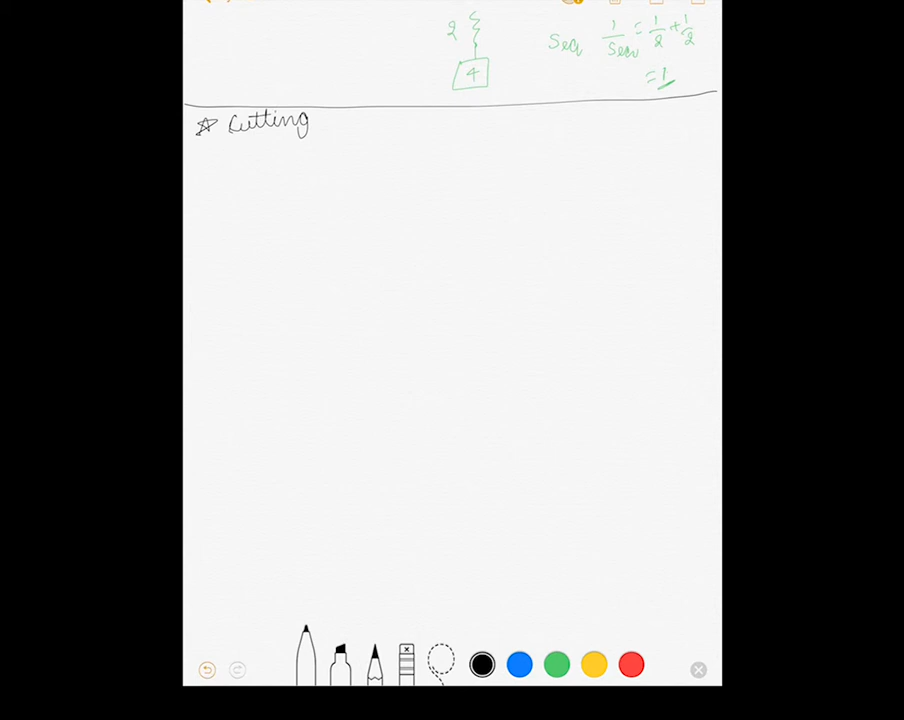 2
4
Seq 1/Seq = 1/2 + 1/2
= 1
☆ Cutting